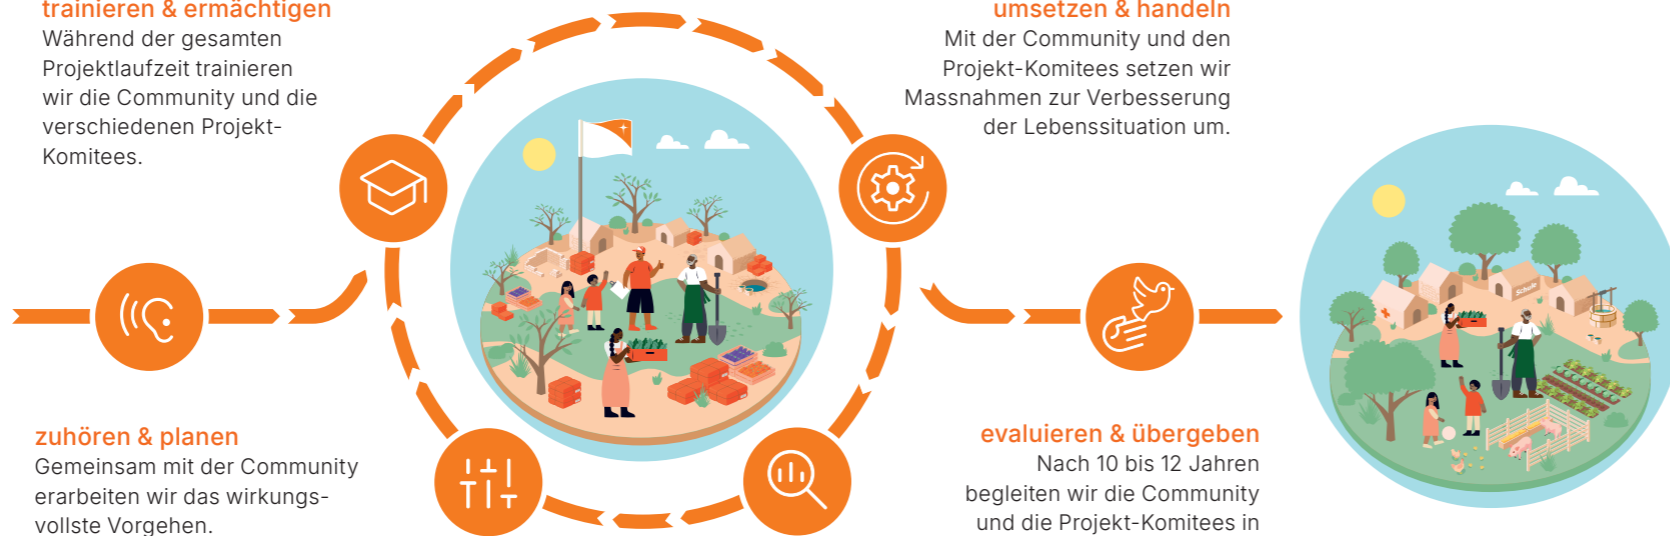 trainieren & ermächtigen
Während der gesamten
Projektlaufzeit trainieren
wir die Community und die
verschiedenen Projekt-
Komitees.
umsetzen & handeln
Mit der Community und den
Projekt-Komitees setzen wir
Massnahmen zur Verbesserung
der Lebenssituation um.
Schule
zuhören & planen
Gemeinsam mit der Community
erarbeiten wir das wirkungs-
vollste Vorgehen.
evaluieren & übergeben
Nach 10 bis 12 Jahren
begleiten wir die Community
und die Projekt-Komitees in